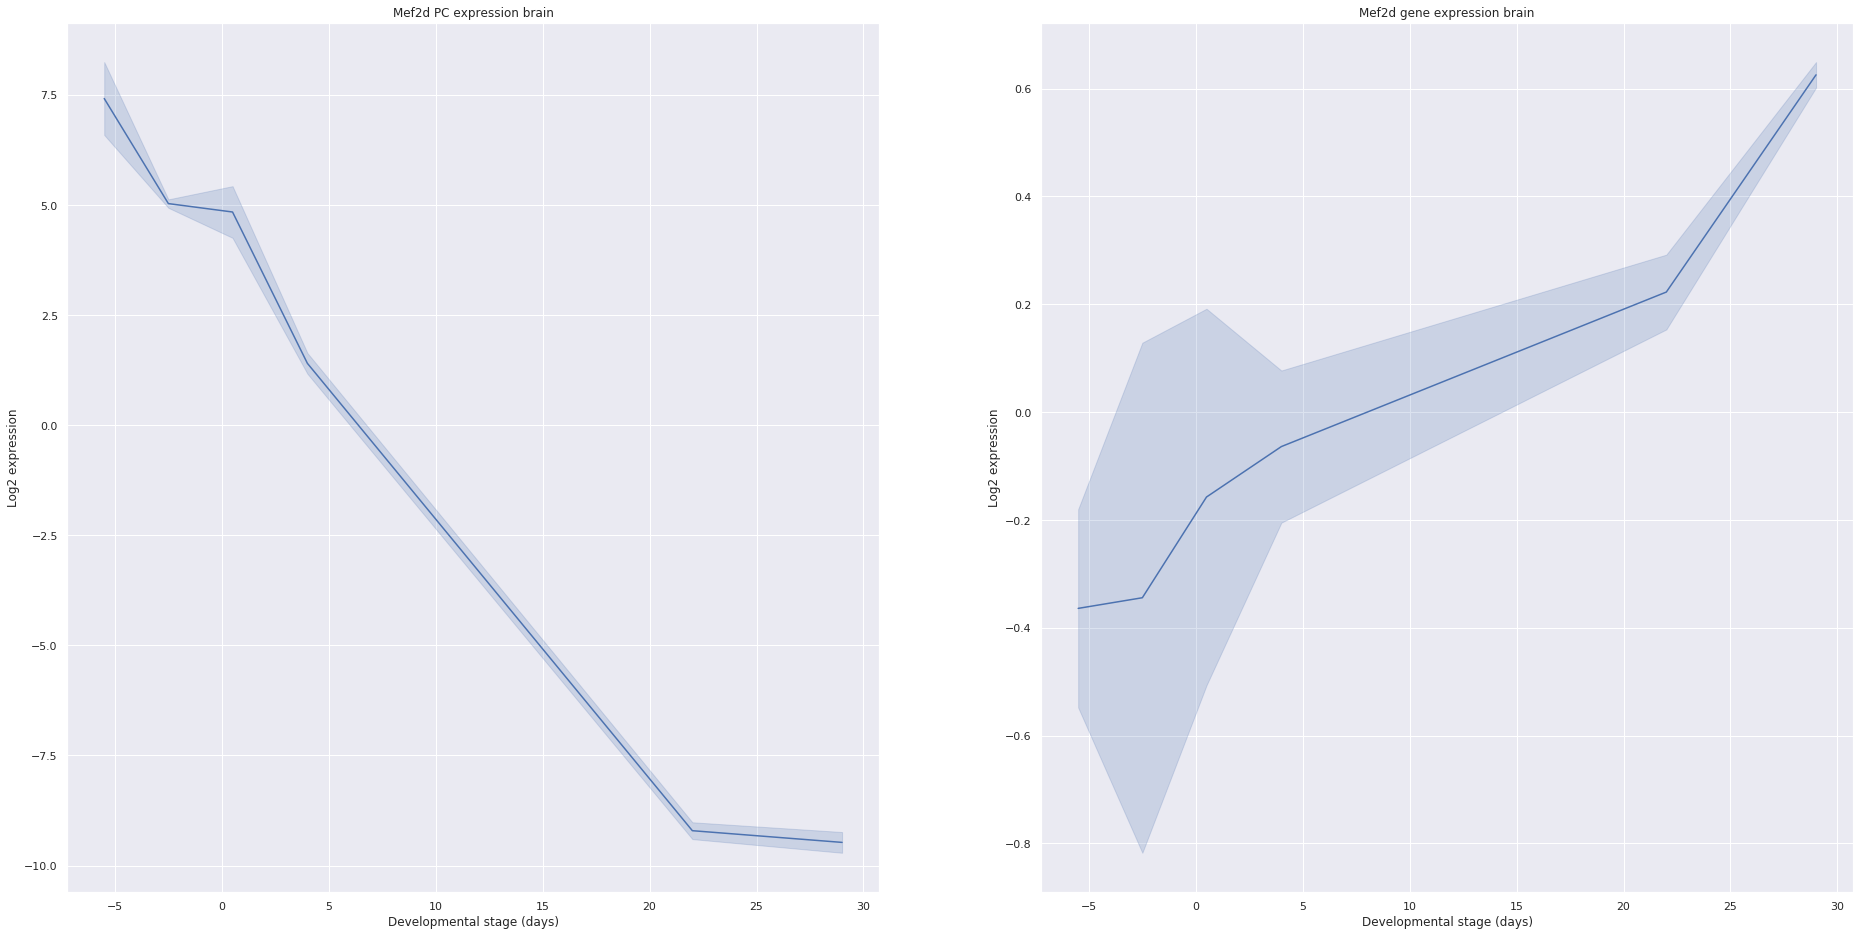 Mef2d PC expression brain
7.5
5.0
2.5
0.0
−2.5
−5.0
−7.5
−10.0
Log2 expression
−5 0 5 10 15 20 25 30
Developmental stage (days)
Mef2d gene expression brain
0.6
0.4
0.2
0.0
−0.2
−0.4
−0.6
−0.8
Log2 expression
−5 0 5 10 15 20 25 30
Developmental stage (days)